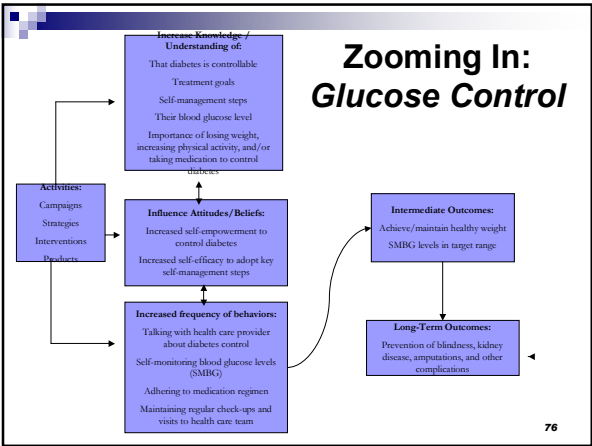 Zooming In:
Glucose Control
Increase Knowledge /
Understanding of:
That diabetes is controllable
Treatment goals
Self-management steps
Their blood glucose level
Importance of losing weight,
increasing physical activity, and/or
taking medication to control
diabetes
Activities:
Campaigns
Strategies
Interventions
Products
Influence Attitudes/Beliefs:
Increased self-empowerment to
control diabetes
Increased self-efficacy to adopt key
self-management steps
Increased frequency of behaviors:
Talking with health care provider
about diabetes control
Self-monitoring blood glucose levels
(SMBG)
Adhering to medication regimen
Maintaining regular check-ups and
visits to health care team
Intermediate Outcomes:
Achieve/maintain healthy weight
SMBG levels in target range
Long-Term Outcomes:
Prevention of blindness, kidney
disease, amputations, and other
complications
76